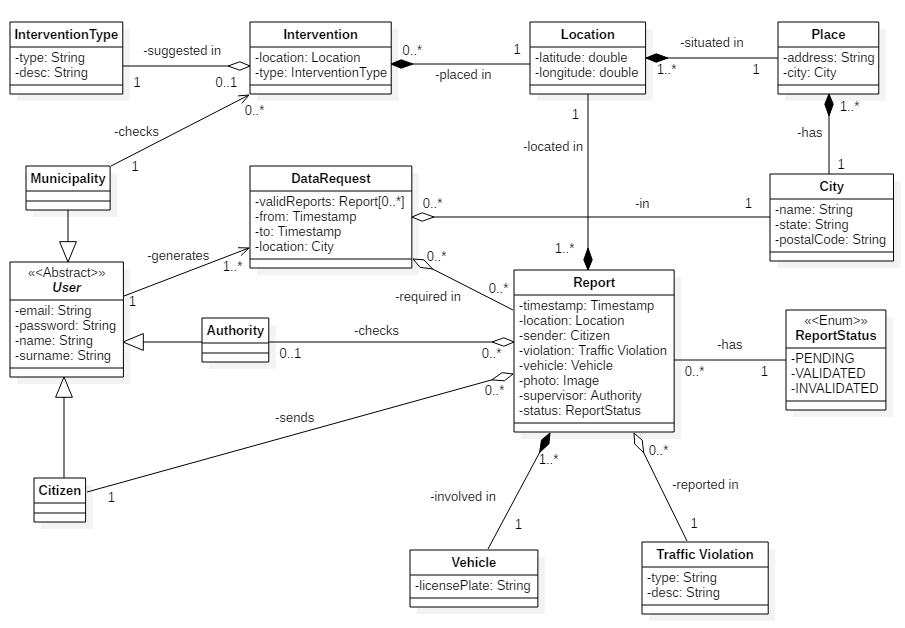 InterventionType
-type: String
-desc: String
-suggested in
1
0..1
Intervention
-location: Location
-type: InterventionType
0..*
1
-placed in
Location
-latitude: double
-longitude: double
-situated in
1..*
1
Place
-address: String
-city: City
1..*
-has
1
0..*
-checks
1
1
-located in
1..*
Municipality
DataRequest
-validReports: Report[0..*]
-from: Timestamp
-to: Timestamp
-location: City
0..*
-in
1
City
-name: String
-state: String
-postalCode: String
-generates
1..*
1
0..*
-required in
0..*
<<Abstract>>
User
-email: String
-password: String
-name: String
-surname: String
Authority
-checks
0..1
0..*
Report
-timestamp: Timestamp
-location: Location
-sender: Citizen
-violation: Traffic Violation
-vehicle: Vehicle
-photo: Image
-supervisor: Authority
-status: ReportStatus
-has
0..*
1
<<Enum>>
ReportStatus
-PENDING
-VALIDATED
-INVALIDATED
0..*
-sends
1
Citizen
1..*
-involved in
1
0..*
-reported in
1
Vehicle
-licensePlate: String
Traffic Violation
-type: String
-desc: String